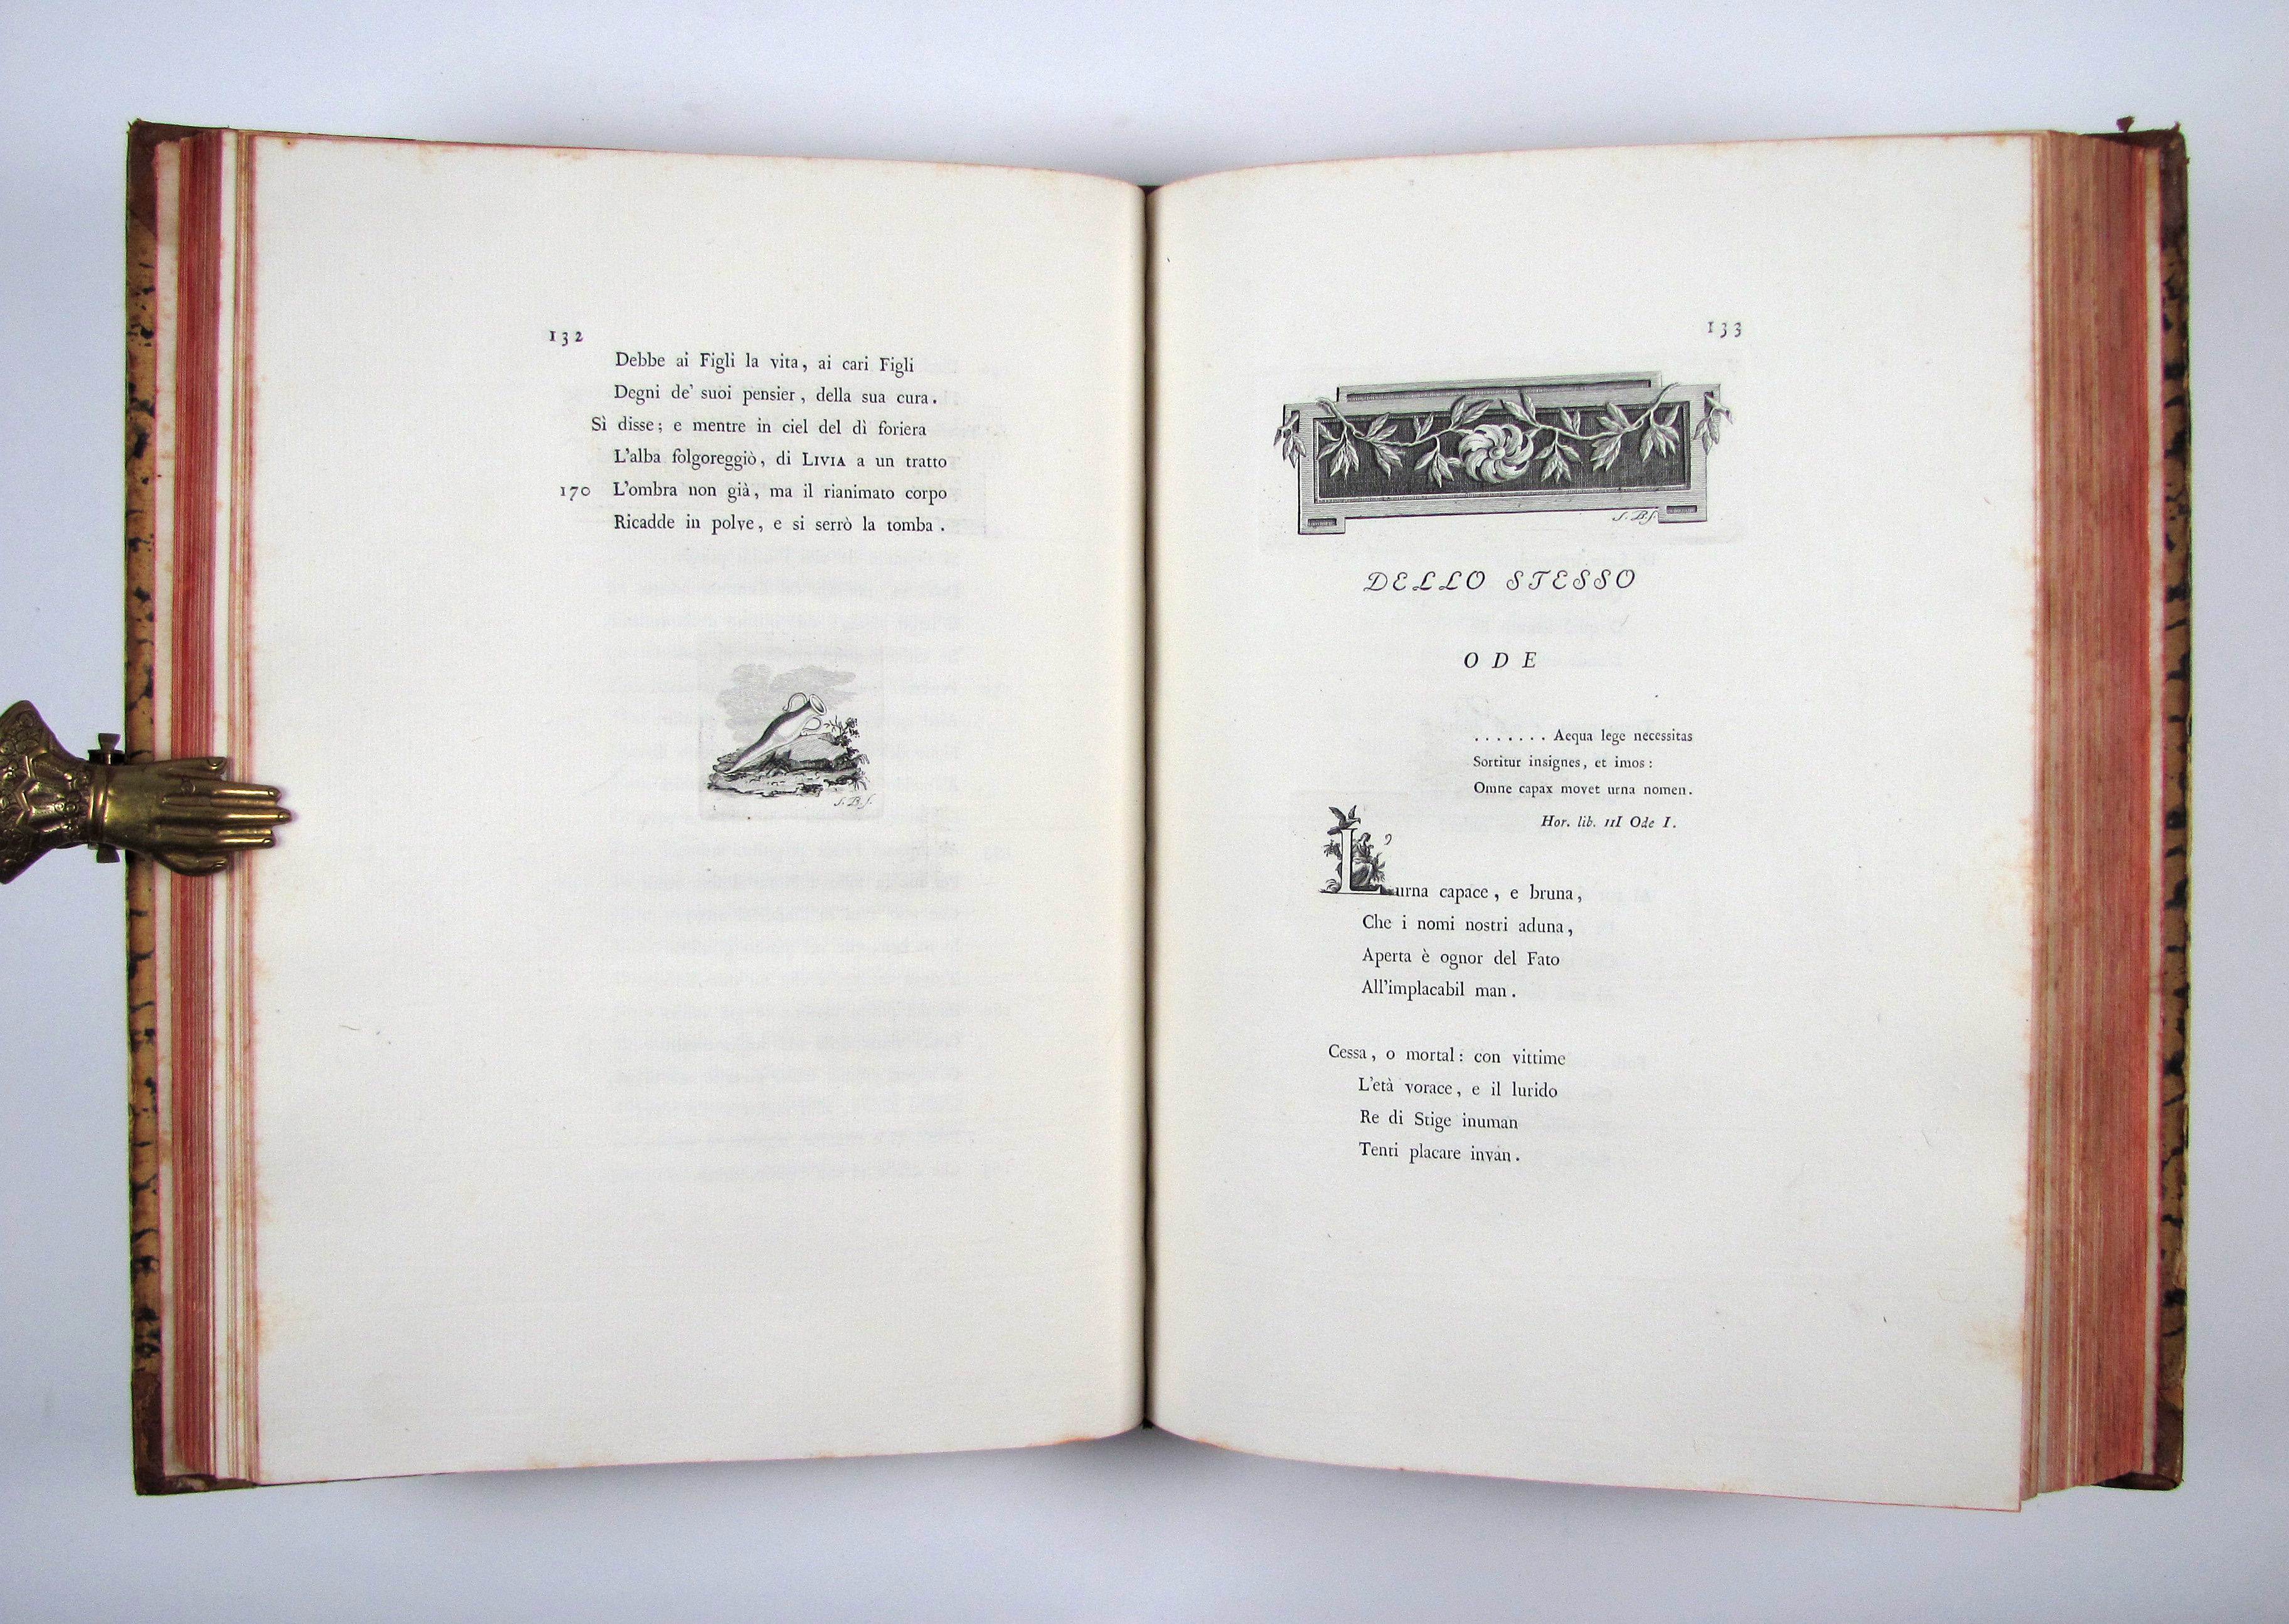 132
Debbe ai Figli la vita, ai cari Figli
Degni de' suoi pensier, della sua cura.
Sì disse; e mentre in ciel del dì foriera
L'alba folgoreggiò, di LIVIA a un tratto
170 L'ombra non già, ma il rianimato corpo
Ricadde in polve, e si serrò la tomba.
133
DELLO STESSO
ODE
....... Aequa lege necessitas
Sortitur insignes, et imos:
Omne capax movet urna nomen.
Hor. lib. III Ode I.
L'urna capace, e bruna,
Che i nomi nostri aduna,
Aperta è ognor del Fato
All'implacabil man.
Cessa, o mortal: con vittime
L'età vorace, e il lurido
Re di Stige inuman
Tenti placare invan.